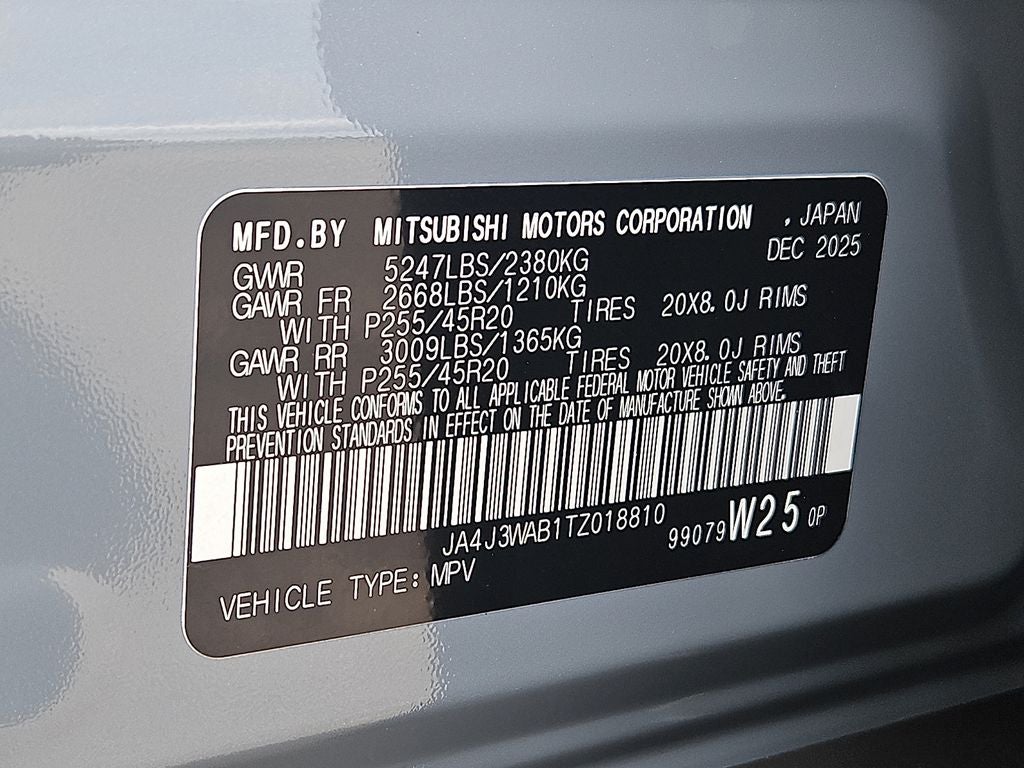 MFD.BY MITSUBISHI MOTORS CORPORATION , JAPAN
DEC 2025
GVWR 5247LBS/2380KG
GAWR FR 2668LBS/1210KG
WITH P255/45R20 TIRES 20X8.0J RIMS
GAWR RR 3009LBS/1365KG
WITH P255/45R20 TIRES 20X8.0J RIMS
THIS VEHICLE CONFORMS TO ALL APPLICABLE FEDERAL MOTOR VEHICLE SAFETY AND THEFT
PREVENTION STANDARDS IN EFFECT ON THE DATE OF MANUFACTURE SHOWN ABOVE.
JA4J3WAB1TZ018810 99079 W25 0P
VEHICLE TYPE: MPV